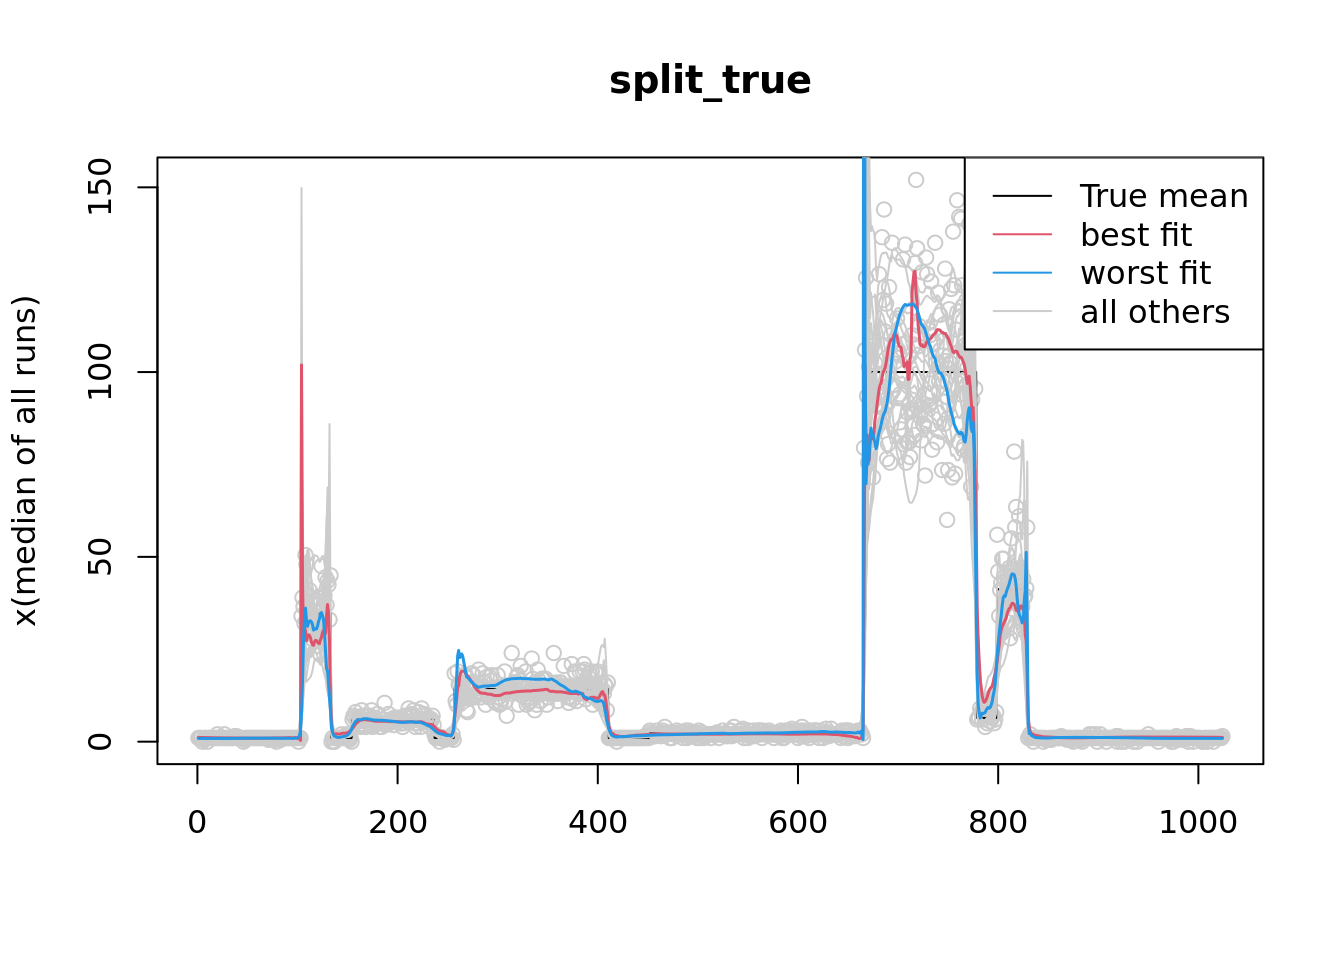 split_true
x(median of all runs)
150
100
50
0
True mean
best fit
worst fit
all others
0 200 400 600 800 1000